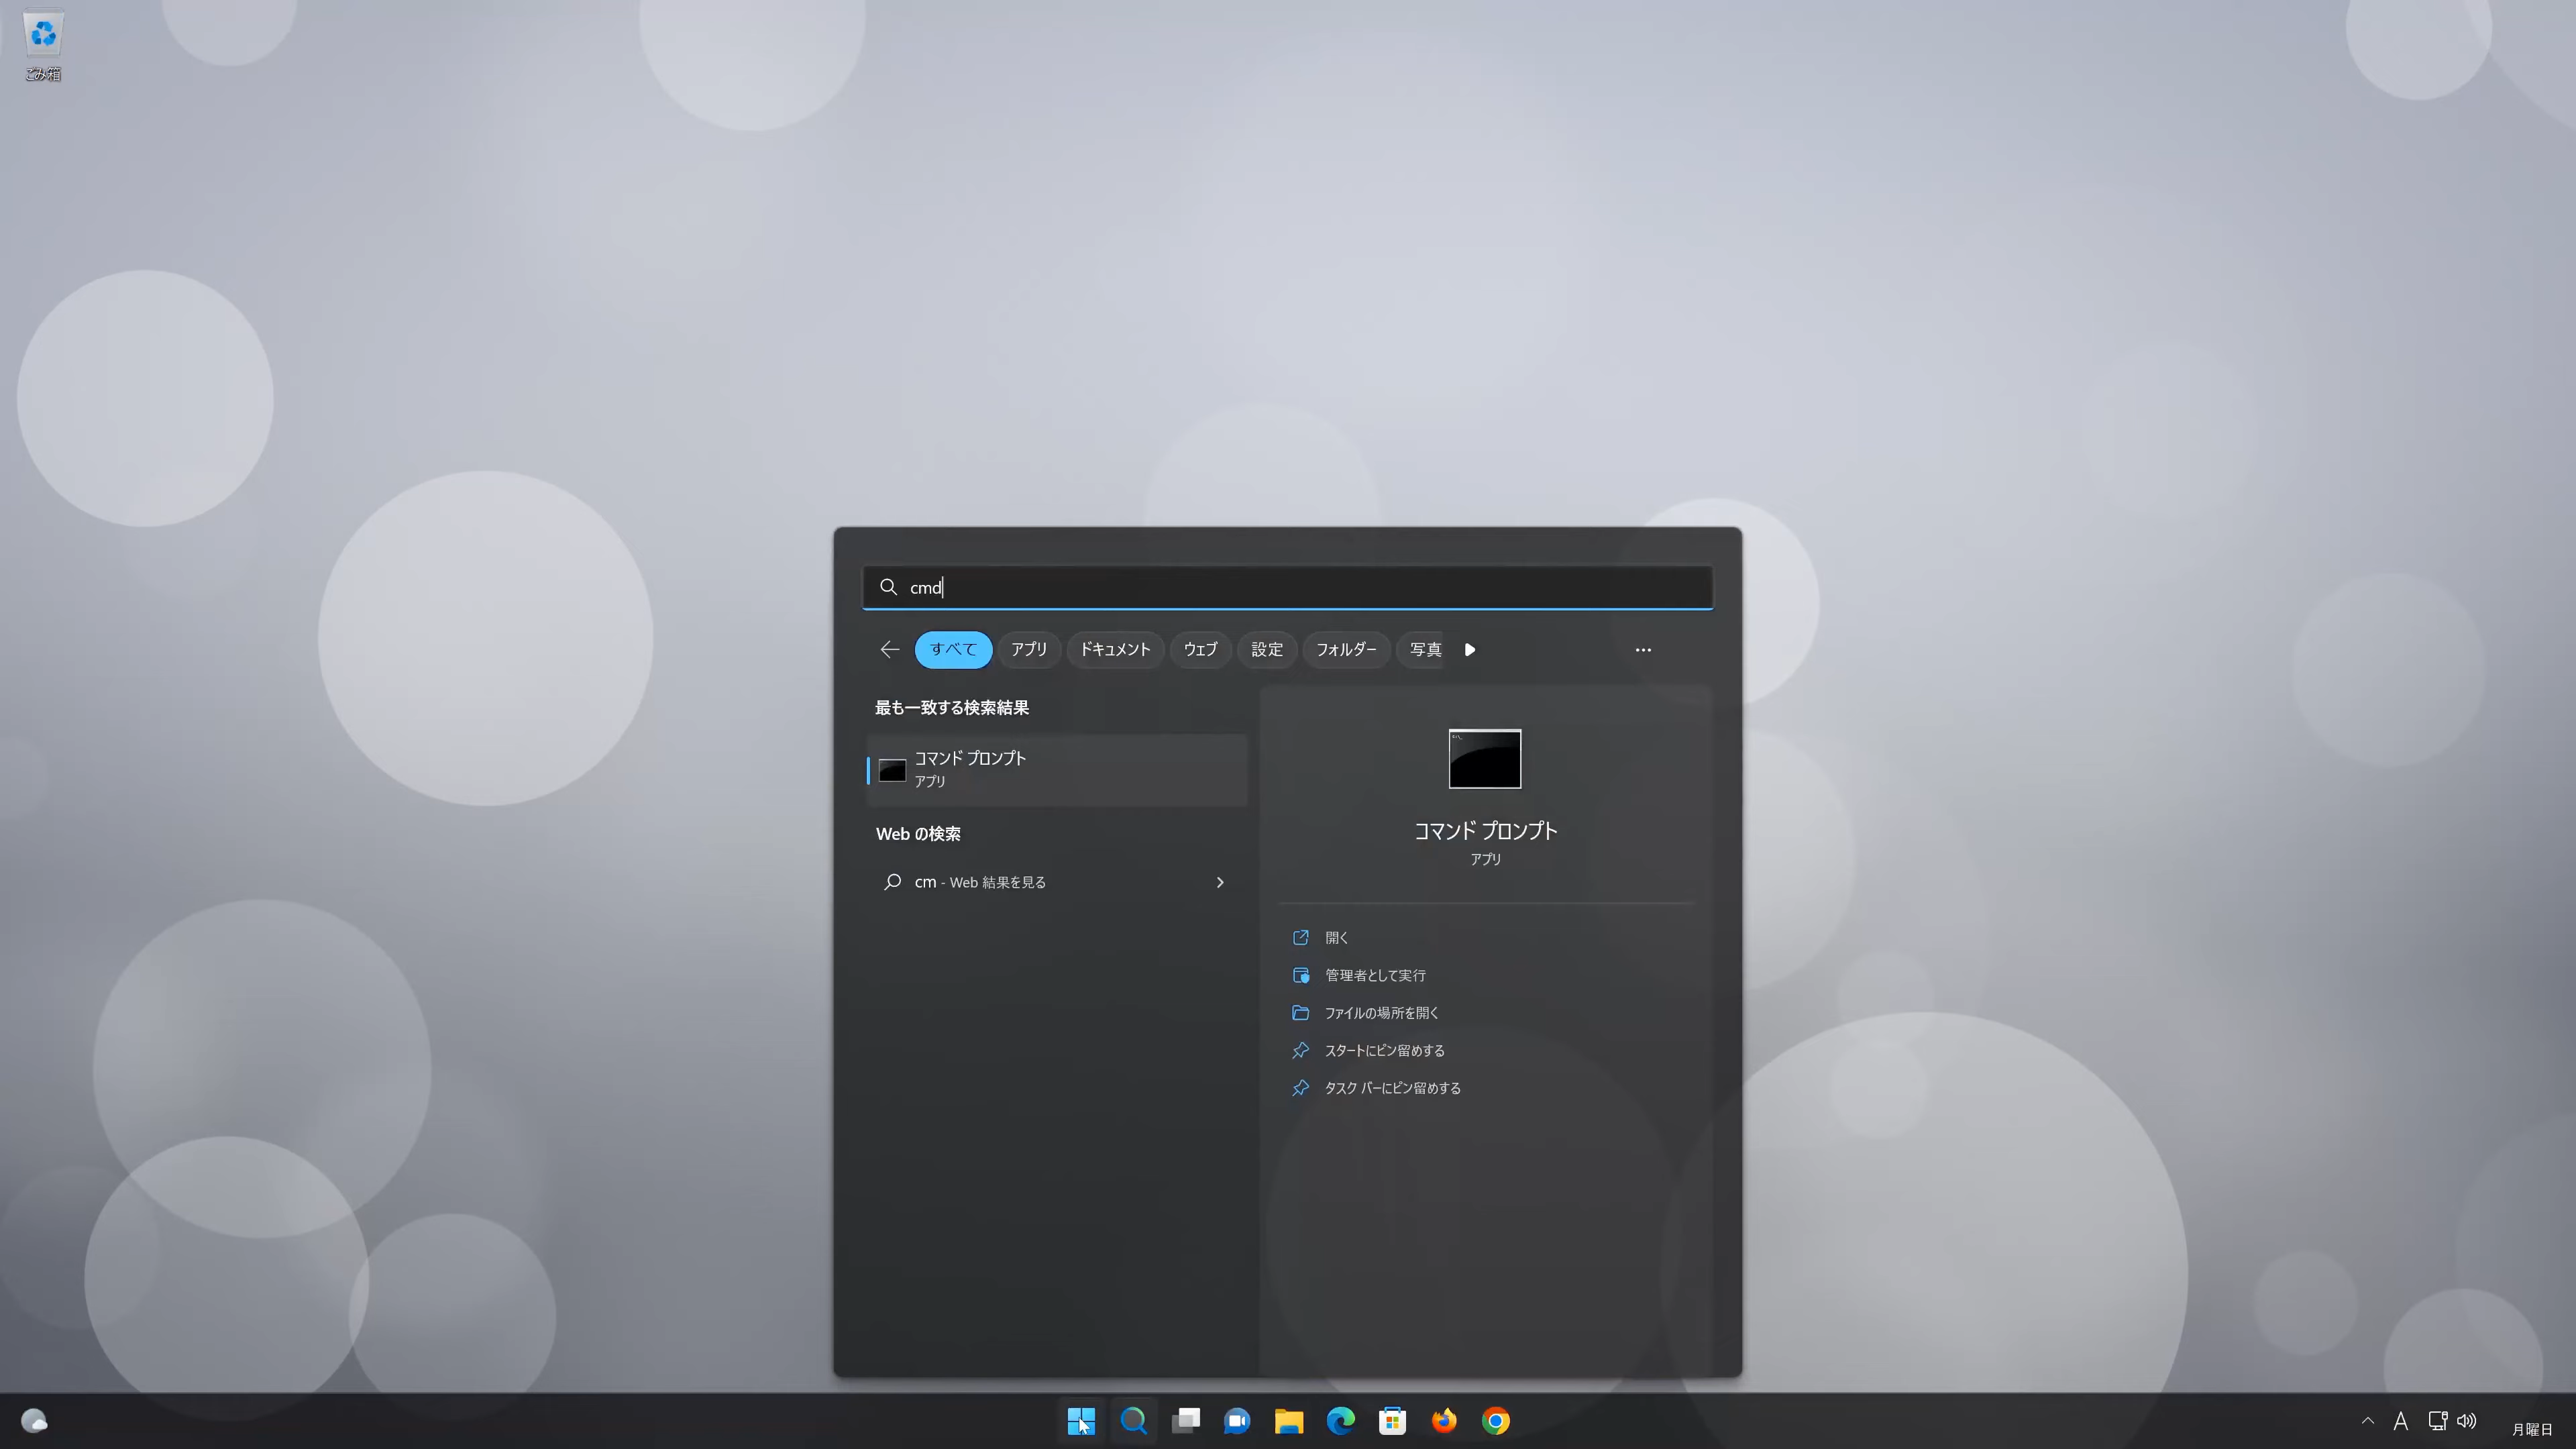 ごみ箱
cmd
すべて アプリ ドキュメント ウェブ 設定 フォルダー 写真
最も一致する検索結果
コマンド プロンプト
アプリ
Web の検索
cm - Web 結果を見る
コマンド プロンプト
アプリ
開く
管理者として実行
ファイルの場所を開く
スタートにピン留めする
タスク バーにピン留めする
A
月曜日